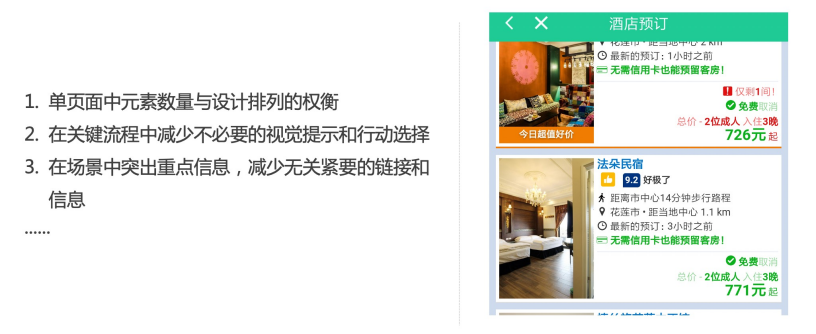 1. 单页面中元素数量与设计排列的权衡
2. 在关键流程中减少不必要的视觉提示和行动选择
3. 在场景中突出重点信息，减少无关紧要的链接和
信息
......
酒店预订
花莲市·距当地中心 2 km
最新的预订：1小时之前
无需信用卡也能预留客房！
仅剩1间！
免费取消
总价 - 2位成人 入住3晚
726元 起
今日超值好价
法朵民宿
9.2 好极了
距离市中心14分钟步行路程
花莲市·距当地中心 1.1 km
最新的预订：3小时之前
无需信用卡也能预留客房！
免费取消
总价 - 2位成人 入住3晚
771元 起